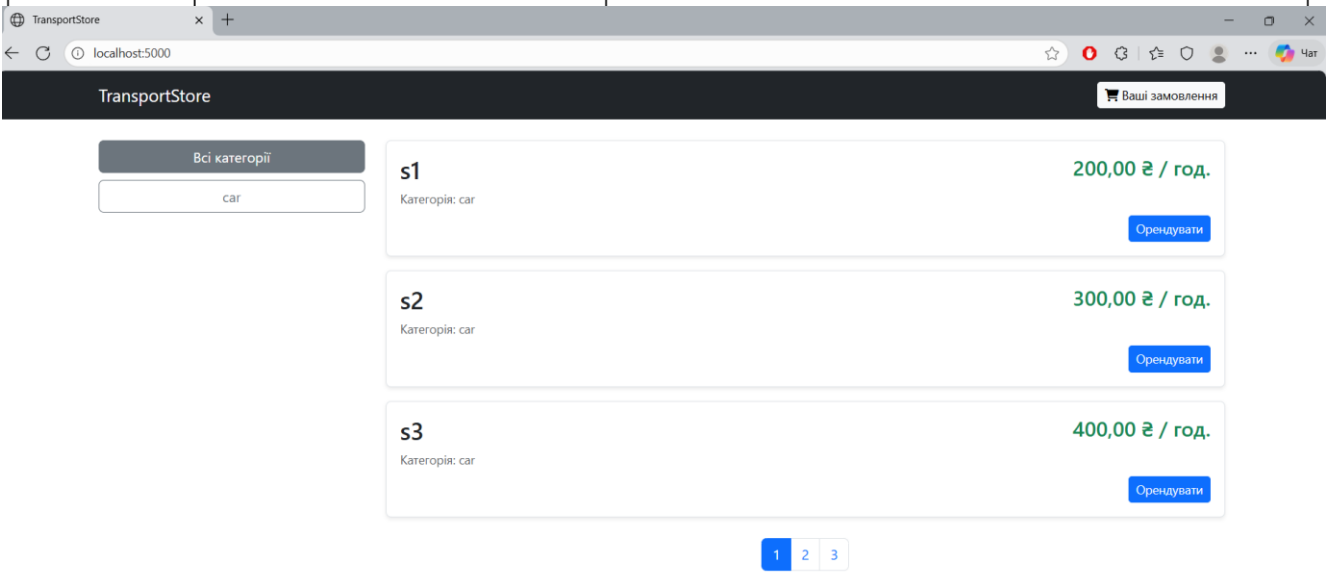 TransportStore
localhost:5000
Чат
TransportStore
Ваші замовлення
Всі категорії
car
s1
200,00 ₴ / год.
Категорія: car
Орендувати
s2
300,00 ₴ / год.
Категорія: car
Орендувати
s3
400,00 ₴ / год.
Категорія: car
Орендувати
1 2 3